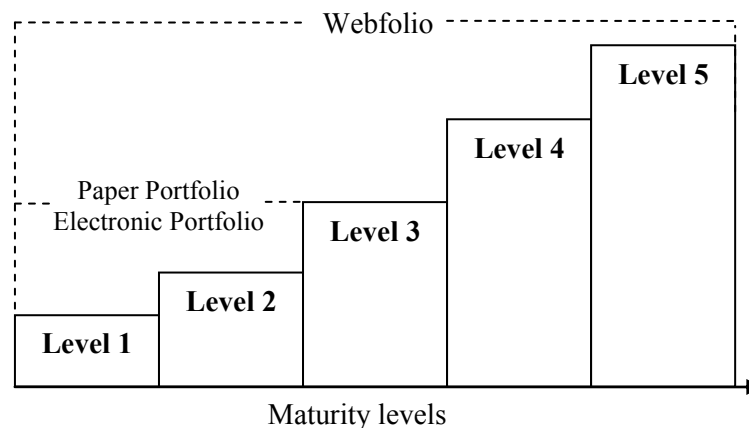 Webfolio
Level 5
Level 4
Paper Portfolio
Electronic Portfolio
Level 3
Level 2
Level 1
Maturity levels